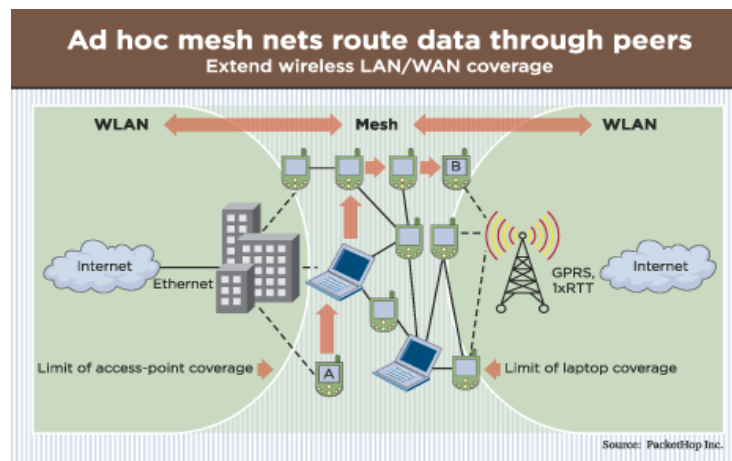 Ad hoc mesh nets route data through peers
Extend wireless LAN/WAN coverage
WLAN
Mesh
WLAN
B
Internet
Ethernet
GPRS,
1xRTT
Internet
Limit of access-point coverage
A
Limit of laptop coverage
Source: PacketHop Inc.